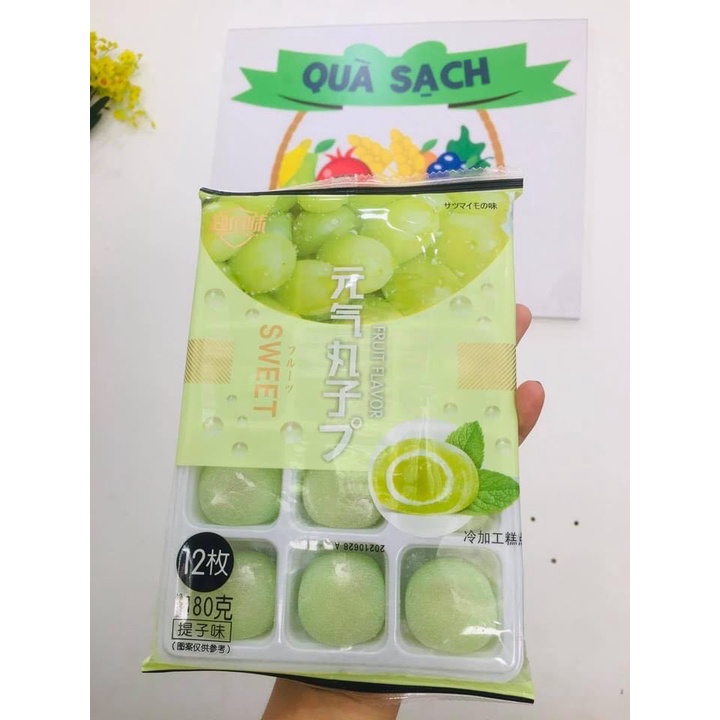 QUÀ SẠCH
サツマイモの味
元气丸子プ
FRUIT FLAVOR
フルーツ
SWEET
冷加工糕
20210628 A
12枚
180克
提子味
(图案仅供参考)